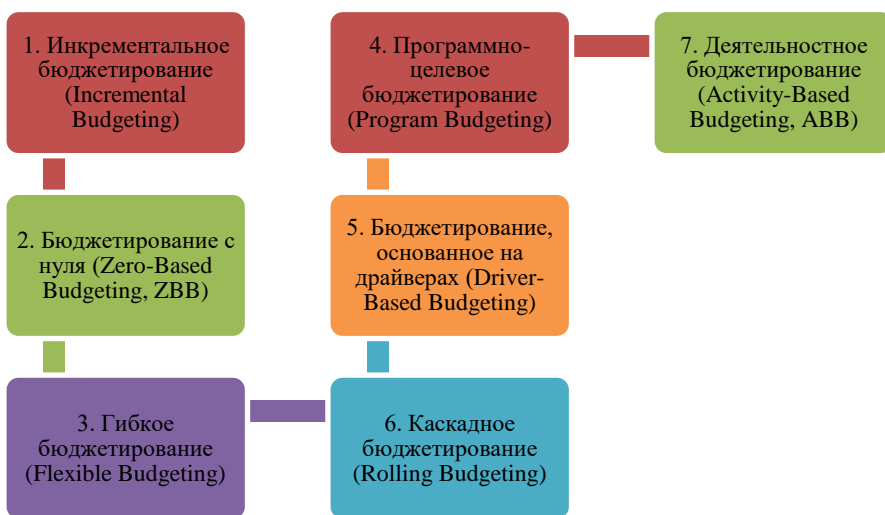 1. Инкрементальное
бюджетирование
(Incremental
Budgeting)
2. Бюджетирование с
нуля (Zero-Based
Budgeting, ZBB)
3. Гибкое
бюджетирование
(Flexible Budgeting)
4. Программно-
целевое
бюджетирование
(Program Budgeting)
5. Бюджетирование,
основанное на
драйверах (Driver-
Based Budgeting)
6. Каскадное
бюджетирование
(Rolling Budgeting)
7. Деятельностное
бюджетирование
(Activity-Based
Budgeting, ABB)